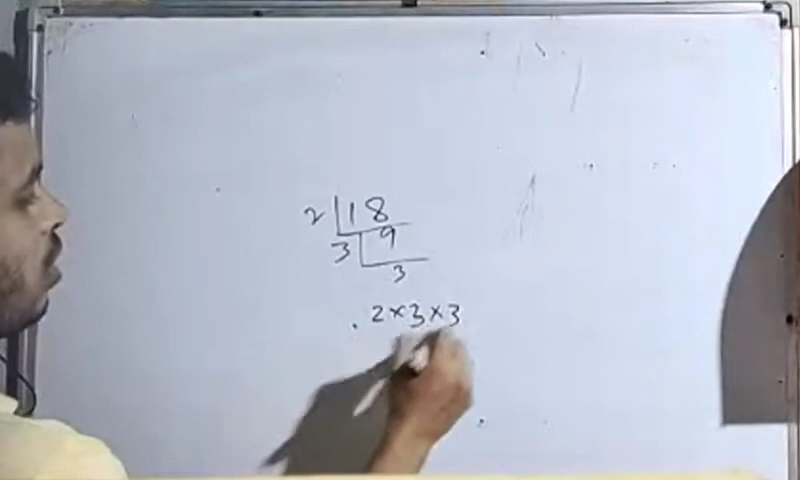 2 | 18
3 | 9
3
2 × 3 × 3